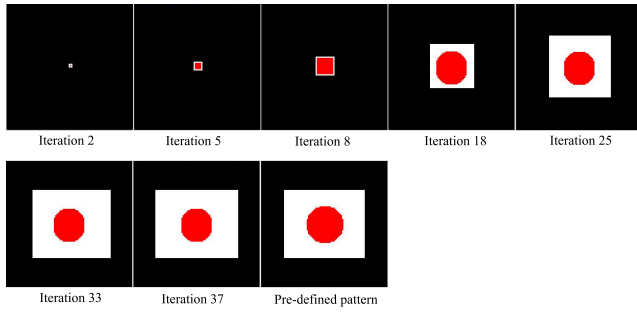 Iteration 2
Iteration 5
Iteration 8
Iteration 18
Iteration 25
Iteration 33
Iteration 37
Pre-defined pattern